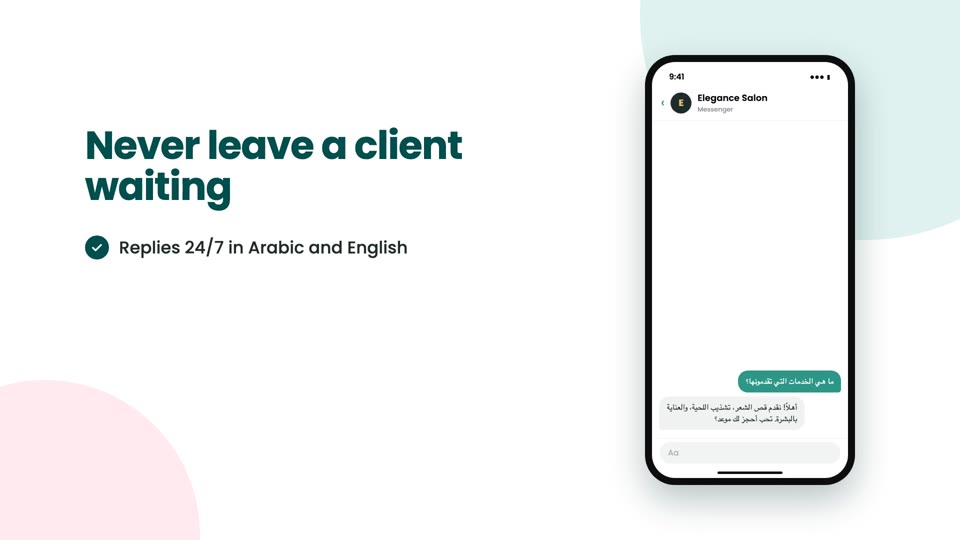 Never leave a client
waiting
Replies 24/7 in Arabic and English
9:41
E
Elegance Salon
Messenger
ما هي الخدمات التي تقدمونها؟
أهلاً! نقدم قص الشعر، تشذيب اللحية، والعناية
بالبشرة. تحب أحجز لك موعد؟
Aa